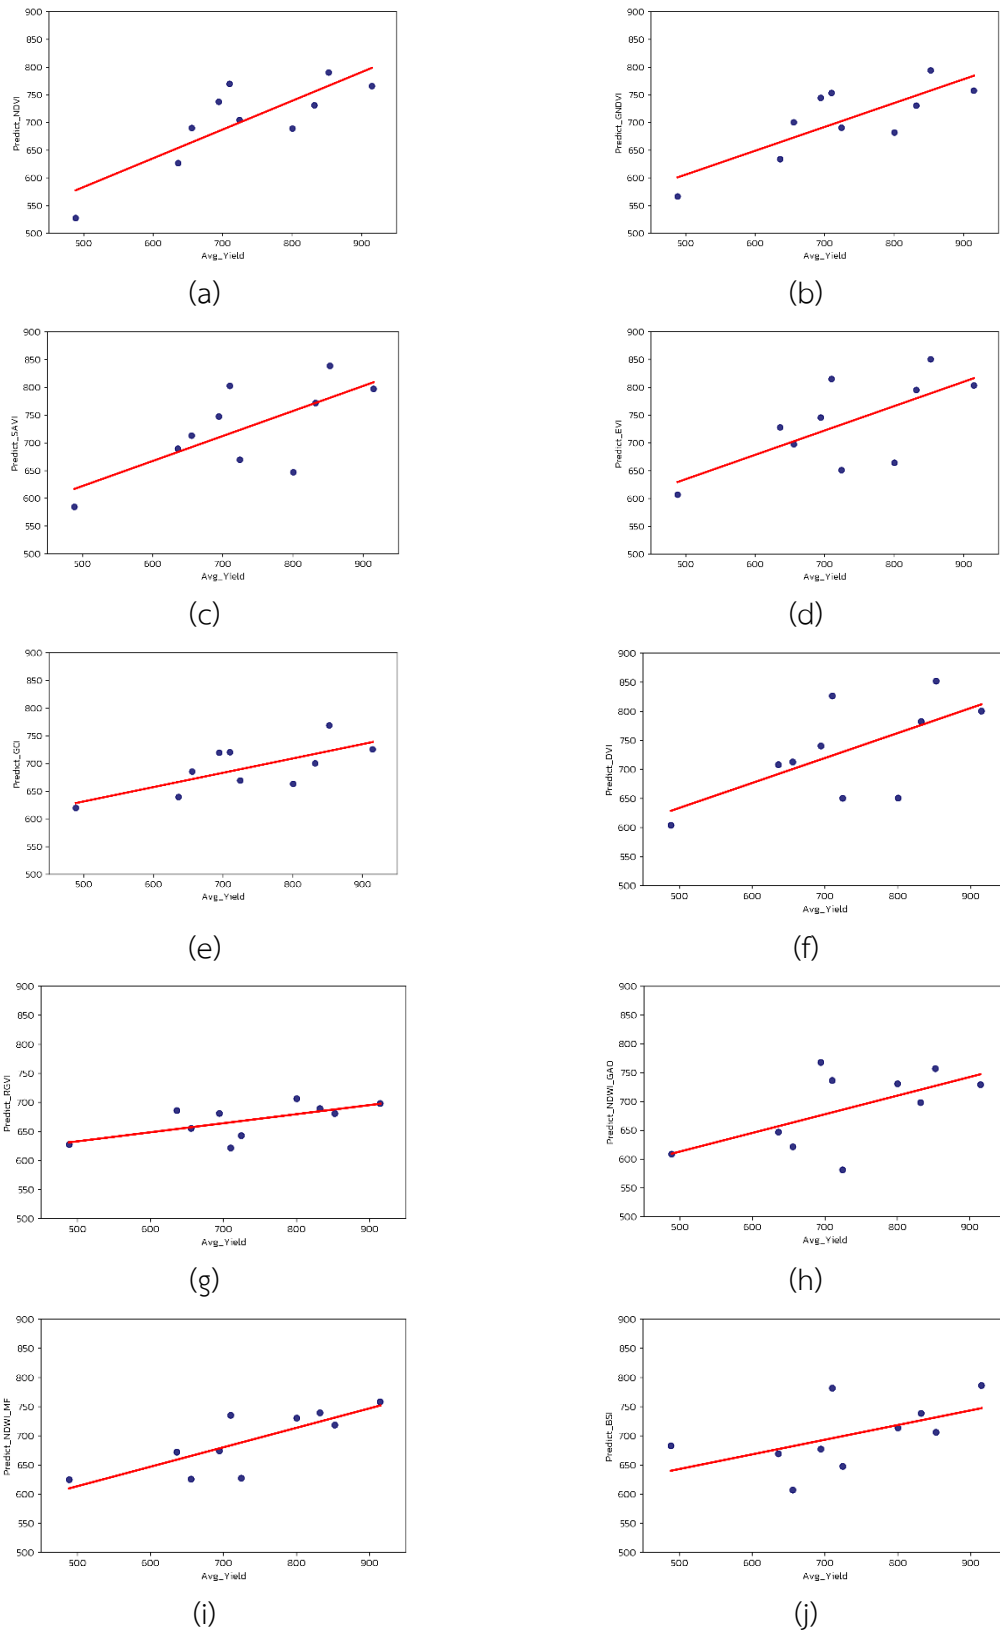 900
850
800
750
700
650
600
550
500
Predict_NDVI
500 600 700 800 900
Avg_Yield
(a)
900
850
800
750
700
650
600
550
500
Predict_GNDVI
500 600 700 800 900
Avg_Yield
(b)
900
850
800
750
700
650
600
550
500
Predict_SAVI
500 600 700 800 900
Avg_Yield
(c)
900
850
800
750
700
650
600
550
500
Predict_EVI
500 600 700 800 900
Avg_Yield
(d)
900
850
800
750
700
650
600
550
500
Predict_GCI
500 600 700 800 900
Avg_Yield
(e)
900
850
800
750
700
650
600
550
500
Predict_DVI
500 600 700 800 900
Avg_Yield
(f)
900
850
800
750
700
650
600
550
500
Predict_RGVI
500 600 700 800 900
Avg_Yield
(g)
900
850
800
750
700
650
600
550
500
Predict_NDWI_GAO
500 600 700 800 900
Avg_Yield
(h)
900
850
800
750
700
650
600
550
500
Predict_NDWI_MF
500 600 700 800 900
Avg_Yield
(i)
900
850
800
750
700
650
600
550
500
Predict_BSI
500 600 700 800 900
Avg_Yield
(j)